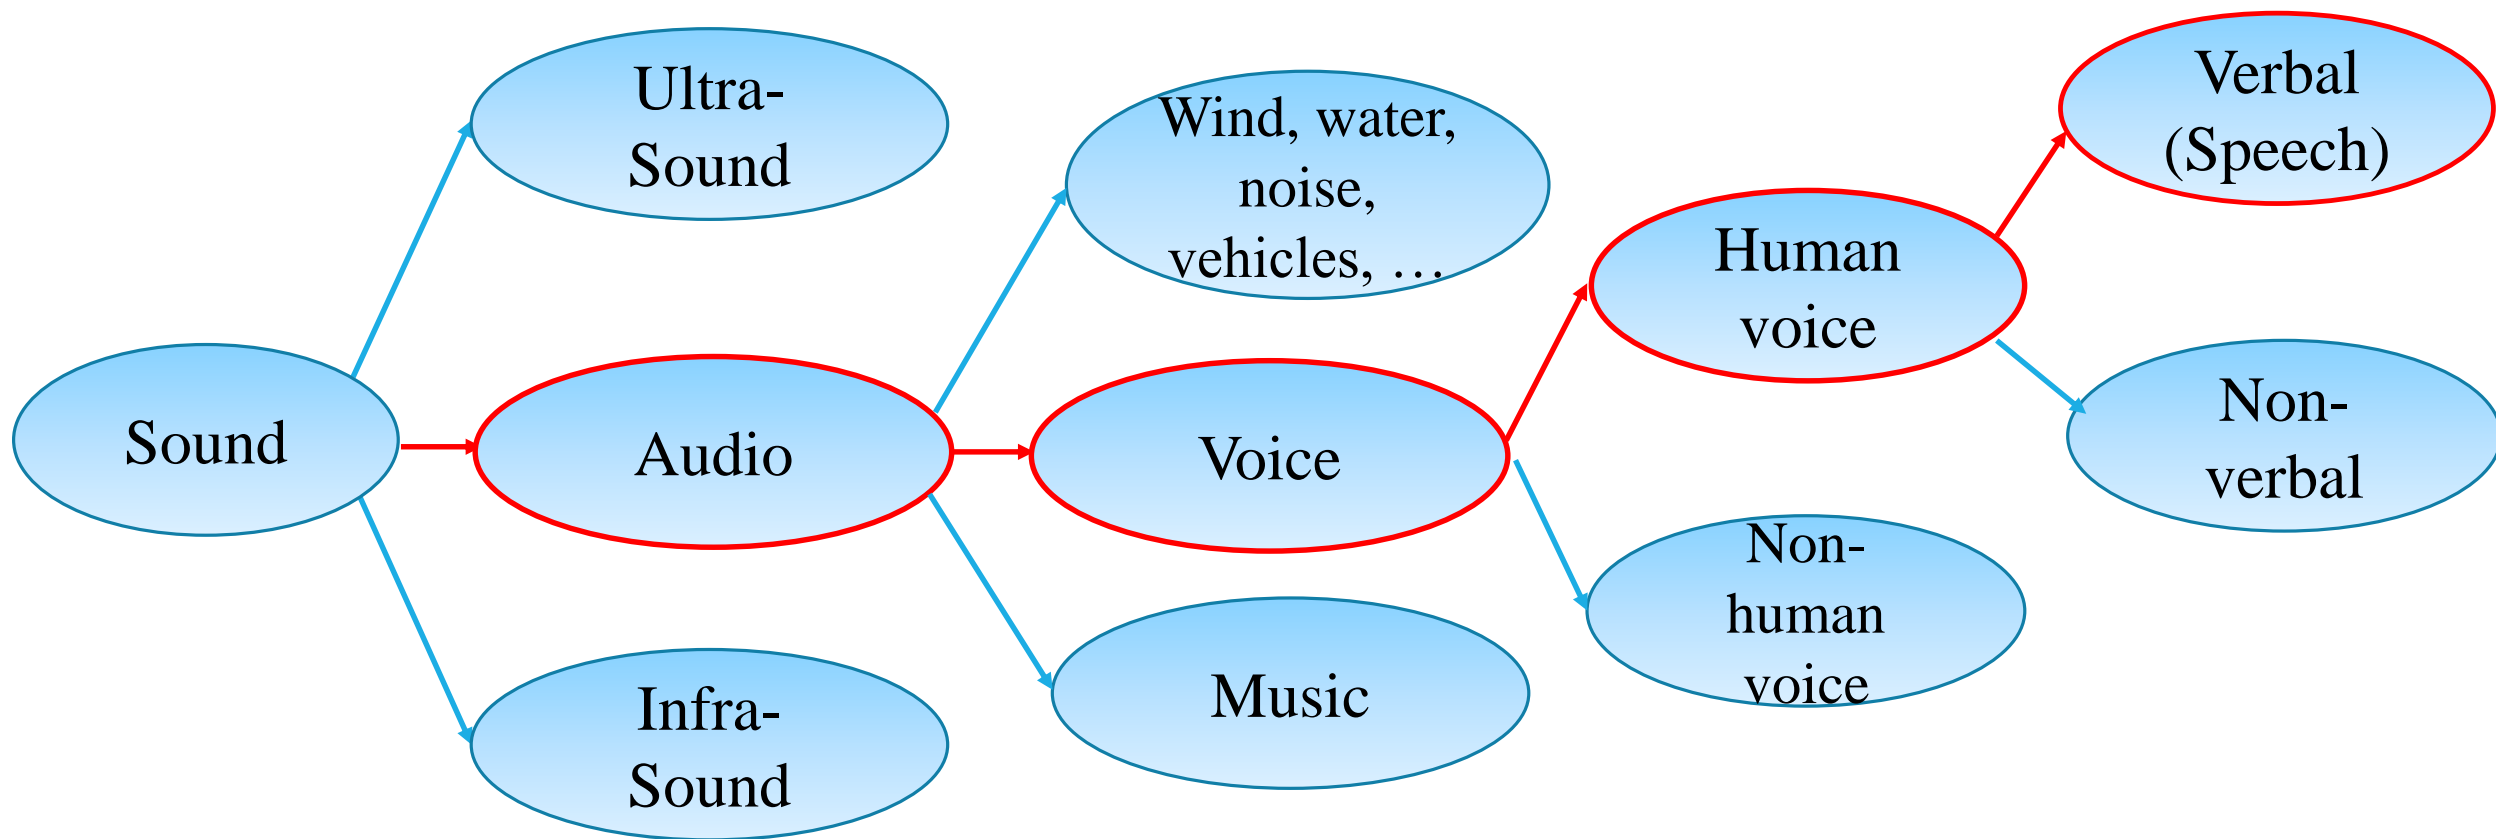 Ultra-
Sound
Wind, water,
noise,
vehicles, …
Verbal
(Speech)
Human
voice
Sound
Audio
Voice
Non-
verbal
Non-
human
voice
Infra-
Sound
Music